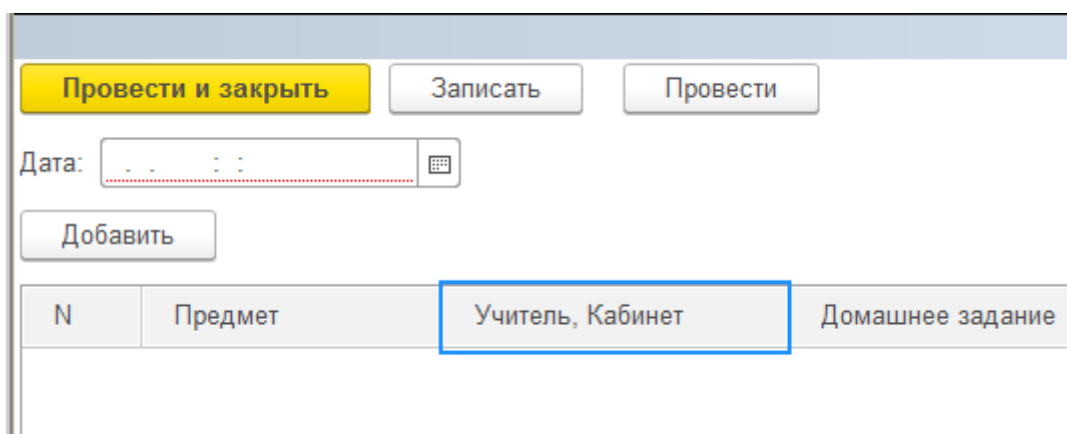 Провести и закрыть Записать Провести
Дата: . . : :
Добавить
N Предмет Учитель, Кабинет Домашнее задание